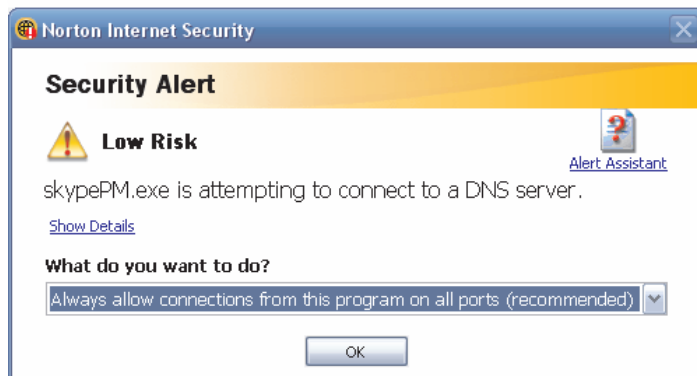 Norton Internet Security
Security Alert
Low Risk
Alert Assistant
skypePM.exe is attempting to connect to a DNS server.
Show Details
What do you want to do?
Always allow connections from this program on all ports (recommended)
OK